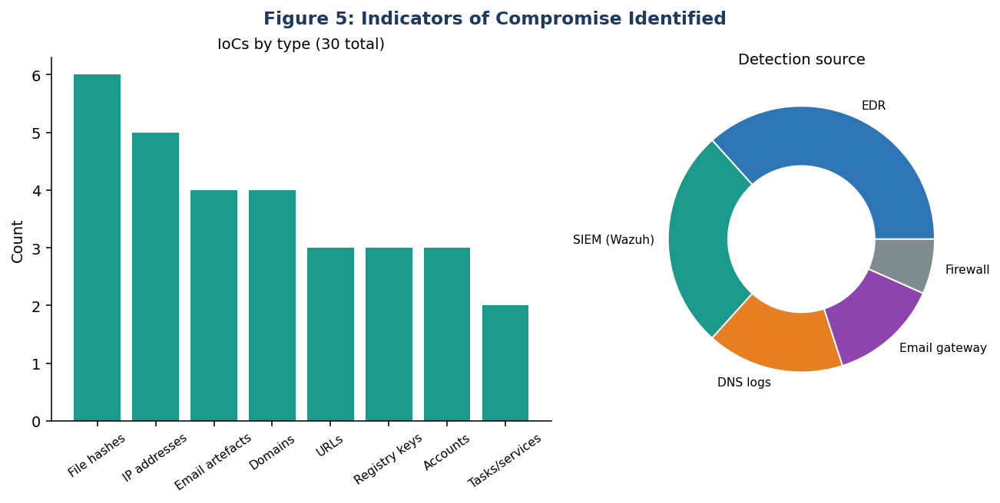 Figure 5: Indicators of Compromise Identified
IoCs by type (30 total)
Count
6
5
4
3
2
1
0
File hashes
IP addresses
Email artefacts
Domains
URLs
Registry keys
Accounts
Tasks/services
Detection source
EDR
SIEM (Wazuh)
Firewall
Email gateway
DNS logs